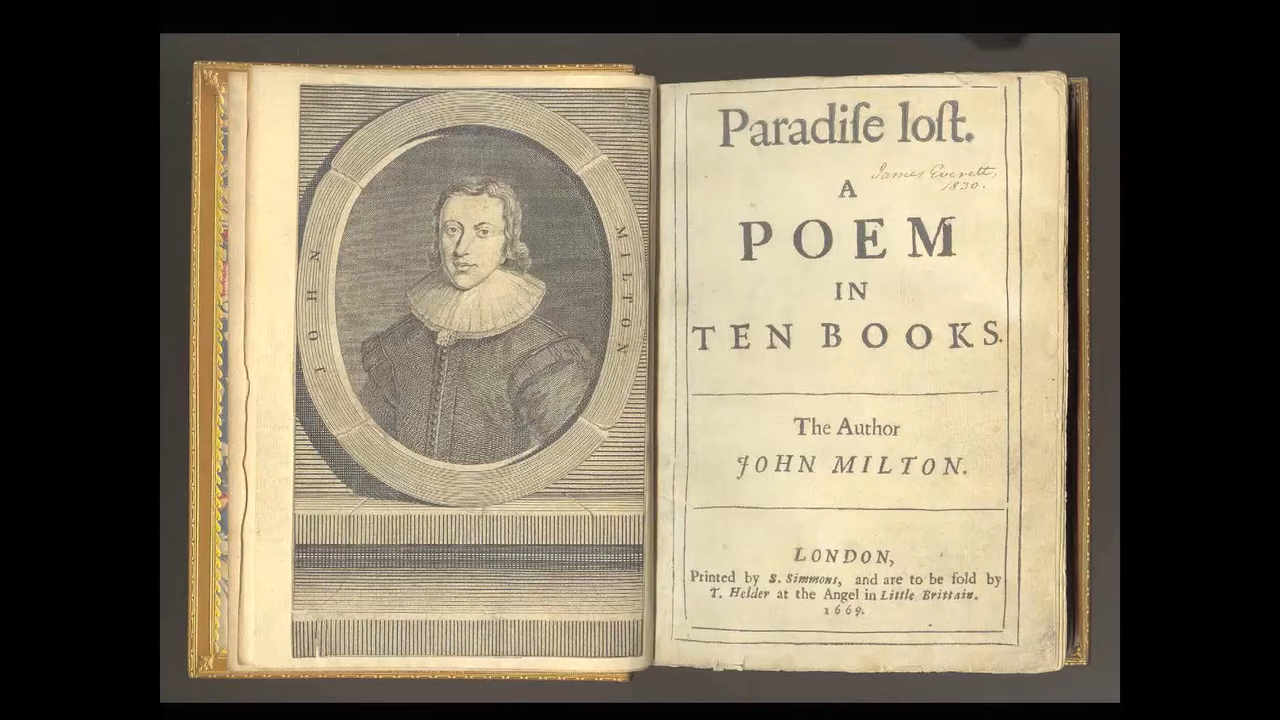 JOHN MILTON
Paradiſe loſt.
James Everett,
1830.
A
POEM
IN
TEN BOOKS.
The Author
JOHN MILTON.
LONDON,
Printed by S. Simmons, and are to be ſold by
T. Helder at the Angel in Little Brittain.
1669.